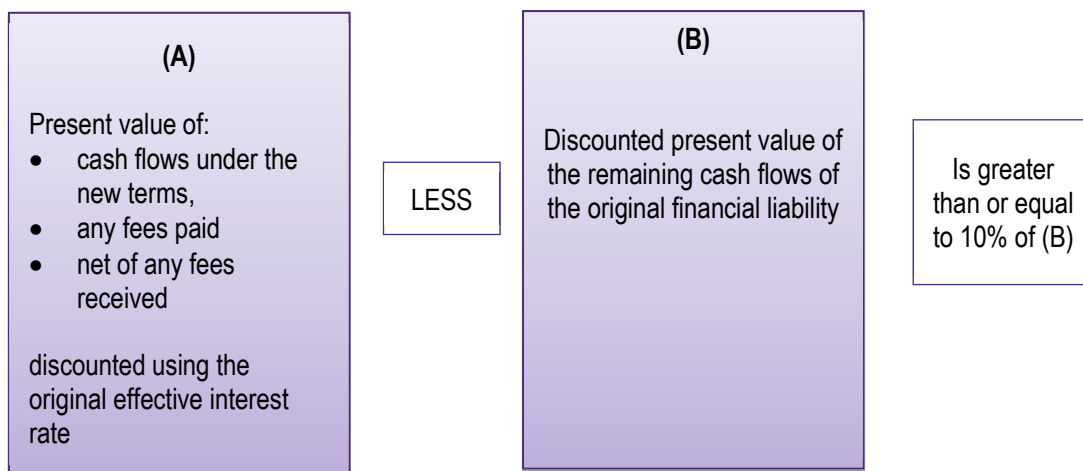 (A)
Present value of:
• cash flows under the
new terms,
• any fees paid
• net of any fees
received
discounted using the
original effective interest
rate
LESS
(B)
Discounted present value of
the remaining cash flows of
the original financial liability
Is greater
than or equal
to 10% of (B)